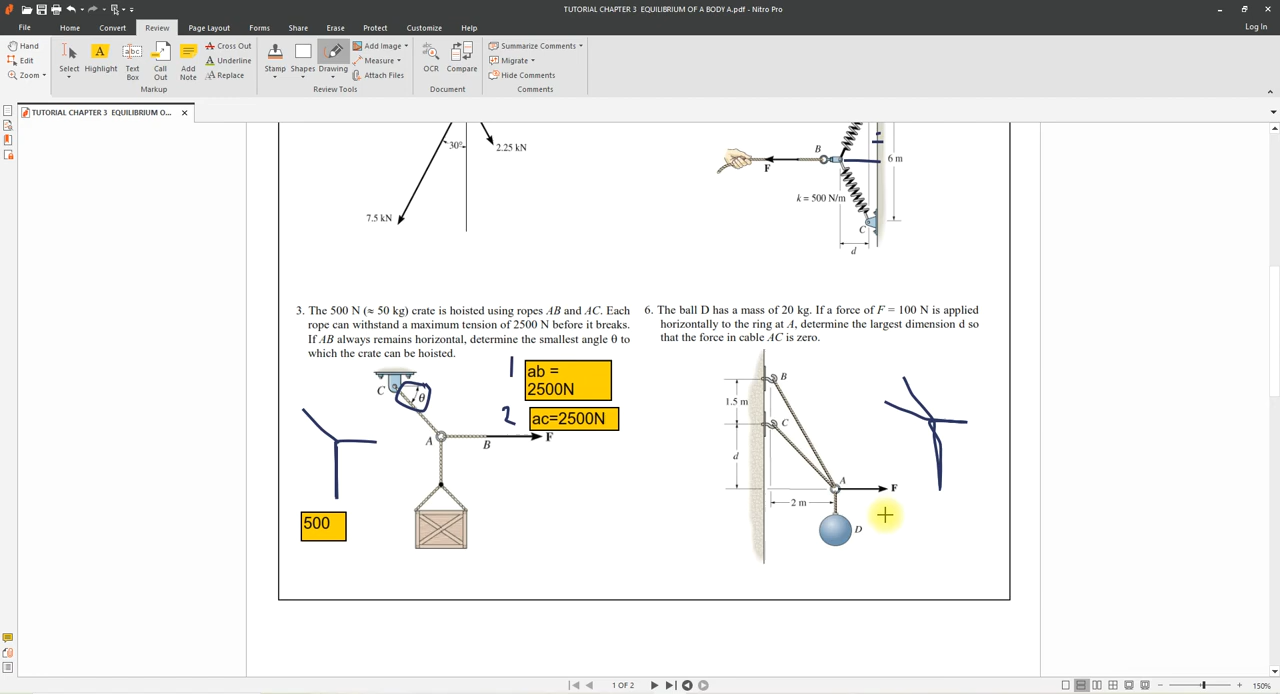 TUTORIAL CHAPTER 3 EQUILIBRIUM OF A BODY A.pdf - Nitro Pro
File Home Convert Review Page Layout Forms Share Erase Protect Customize Help Log In
Hand
Edit
Zoom
Select
Highlight
Text Box
Call Out
Add Note
Cross Out
Underline
Replace
Markup
Stamp
Shapes
Drawing
Add Image
Measure
Attach Files
Review Tools
OCR
Compare
Document
Summarize Comments
Migrate
Hide Comments
Comments
TUTORIAL CHAPTER 3 EQUILIBRIUM O...
30°
2.25 kN
7.5 kN
B
F
6 m
k = 500 N/m
C
d
3. The 500 N (≈ 50 kg) crate is hoisted using ropes AB and AC. Each
rope can withstand a maximum tension of 2500 N before it breaks.
If AB always remains horizontal, determine the smallest angle θ to
which the crate can be hoisted.
1
ab =
2500N
2
ac=2500N
C
θ
A
B
F
500
6. The ball D has a mass of 20 kg. If a force of F = 100 N is applied
horizontally to the ring at A, determine the largest dimension d so
that the force in cable AC is zero.
B
1.5 m
C
d
A
F
2 m
D
1 OF 2
150%